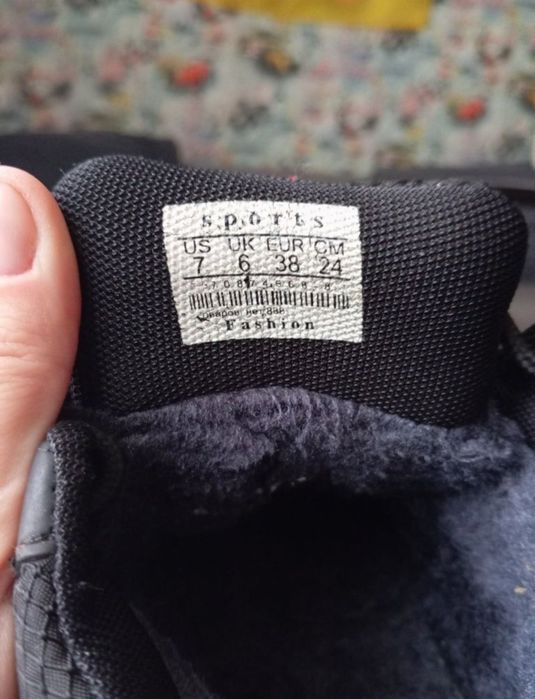 sports
US UK EUR CM
7 6 38 24
Fashion